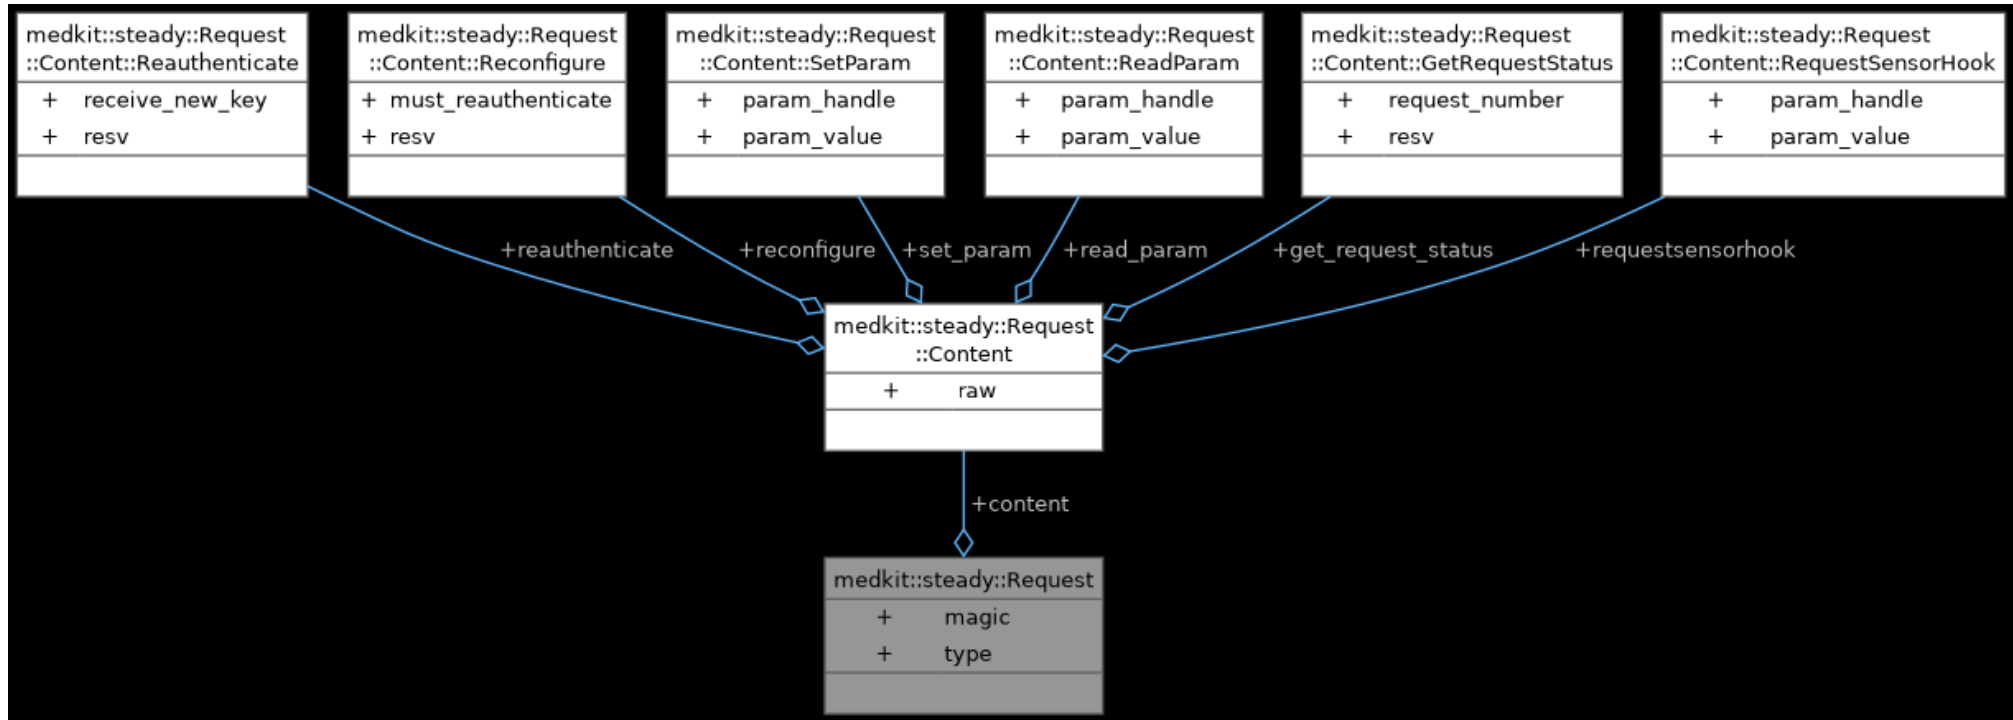 medkit::steady::Request
::Content::Reauthenticate
+ receive_new_key
+ resv
medkit::steady::Request
::Content::Reconfigure
+ must_reauthenticate
+ resv
medkit::steady::Request
::Content::SetParam
+ param_handle
+ param_value
medkit::steady::Request
::Content::ReadParam
+ param_handle
+ param_value
medkit::steady::Request
::Content::GetRequestStatus
+ request_number
+ resv
medkit::steady::Request
::Content::RequestSensorHook
+ param_handle
+ param_value
+reauthenticate
+reconfigure
+set_param
+read_param
+get_request_status
+requestsensorhook
medkit::steady::Request
::Content
+ raw
+content
medkit::steady::Request
+ magic
+ type